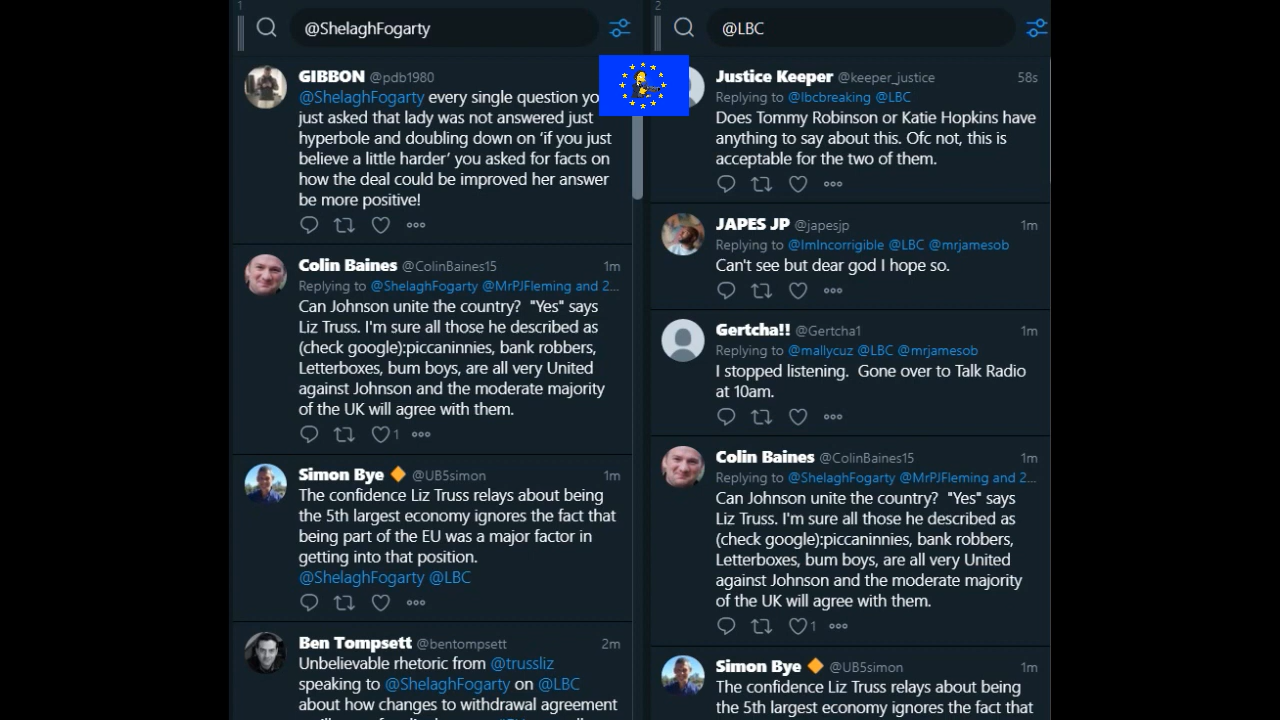 1
@ShelaghFogarty
GIBBON @pdb1980
@ShelaghFogarty every single question yo
just asked that lady was not answered just
hyperbole and doubling down on ‘if you just
believe a little harder’ you asked for facts on
how the deal could be improved her answer
be more positive!
Colin Baines @ColinBaines15 1m
Replying to @ShelaghFogarty @MrPJFleming and 2...
Can Johnson unite the country? "Yes" says
Liz Truss. I'm sure all those he described as
(check google):piccaninnies, bank robbers,
Letterboxes, bum boys, are all very United
against Johnson and the moderate majority
of the UK will agree with them.
1
Simon Bye 🔶 @UB5simon 1m
The confidence Liz Truss relays about being
the 5th largest economy ignores the fact that
being part of the EU was a major factor in
getting into that position.
@ShelaghFogarty @LBC
Ben Tompsett @bentompsett 2m
Unbelievable rhetoric from @trussliz
speaking to @ShelaghFogarty on @LBC
about how changes to withdrawal agreement
2
@LBC
Justice Keeper @keeper_justice 58s
Replying to @lbcbreaking @LBC
Does Tommy Robinson or Katie Hopkins have
anything to say about this. Ofc not, this is
acceptable for the two of them.
JAPES JP @japesjp 1m
Replying to @ImIncorrigible @LBC @mrjamesob
Can't see but dear god I hope so.
Gertcha!! @Gertcha1 1m
Replying to @mallycuz @LBC @mrjamesob
I stopped listening. Gone over to Talk Radio
at 10am.
Colin Baines @ColinBaines15 1m
Replying to @ShelaghFogarty @MrPJFleming and 2...
Can Johnson unite the country? "Yes" says
Liz Truss. I'm sure all those he described as
(check google):piccaninnies, bank robbers,
Letterboxes, bum boys, are all very United
against Johnson and the moderate majority
of the UK will agree with them.
1
Simon Bye 🔶 @UB5simon 1m
The confidence Liz Truss relays about being
the 5th largest economy ignores the fact that